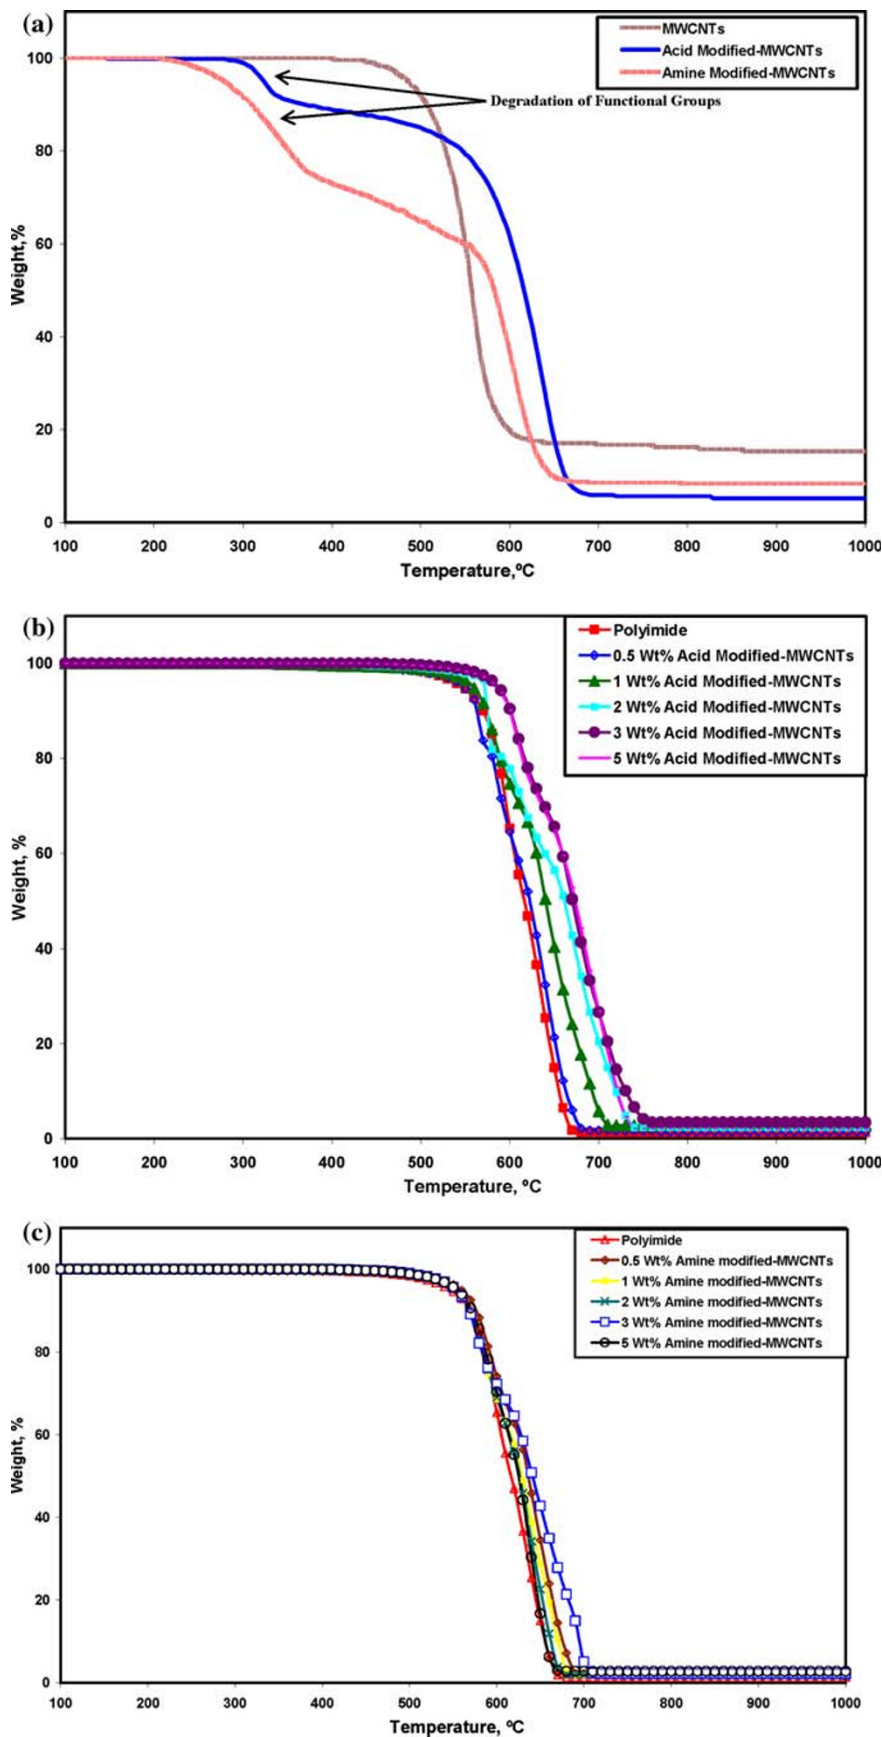 (a)
MWCNTs
Acid Modified-MWCNTs
Amine Modified-MWCNTs
Degradation of Functional Groups
100
80
60
40
20
0
Weight,%
100 200 300 400 500 600 700 800 900 1000
Temperature,ºC
(b)
Polyimide
0.5 Wt% Acid Modified-MWCNTs
1 Wt% Acid Modified-MWCNTs
2 Wt% Acid Modified-MWCNTs
3 Wt% Acid Modified-MWCNTs
5 Wt% Acid Modified-MWCNTs
100
80
60
40
20
0
Weight, %
100 200 300 400 500 600 700 800 900 1000
Temperature, ºC
(c)
Polyimide
0.5 Wt% Amine modified-MWCNTs
1 Wt% Amine modified-MWCNTs
2 Wt% Amine modified-MWCNTs
3 Wt% Amine modified-MWCNTs
5 Wt% Amine modified-MWCNTs
100
80
60
40
20
0
Weight, %
100 200 300 400 500 600 700 800 900 1000
Temperature, ºC